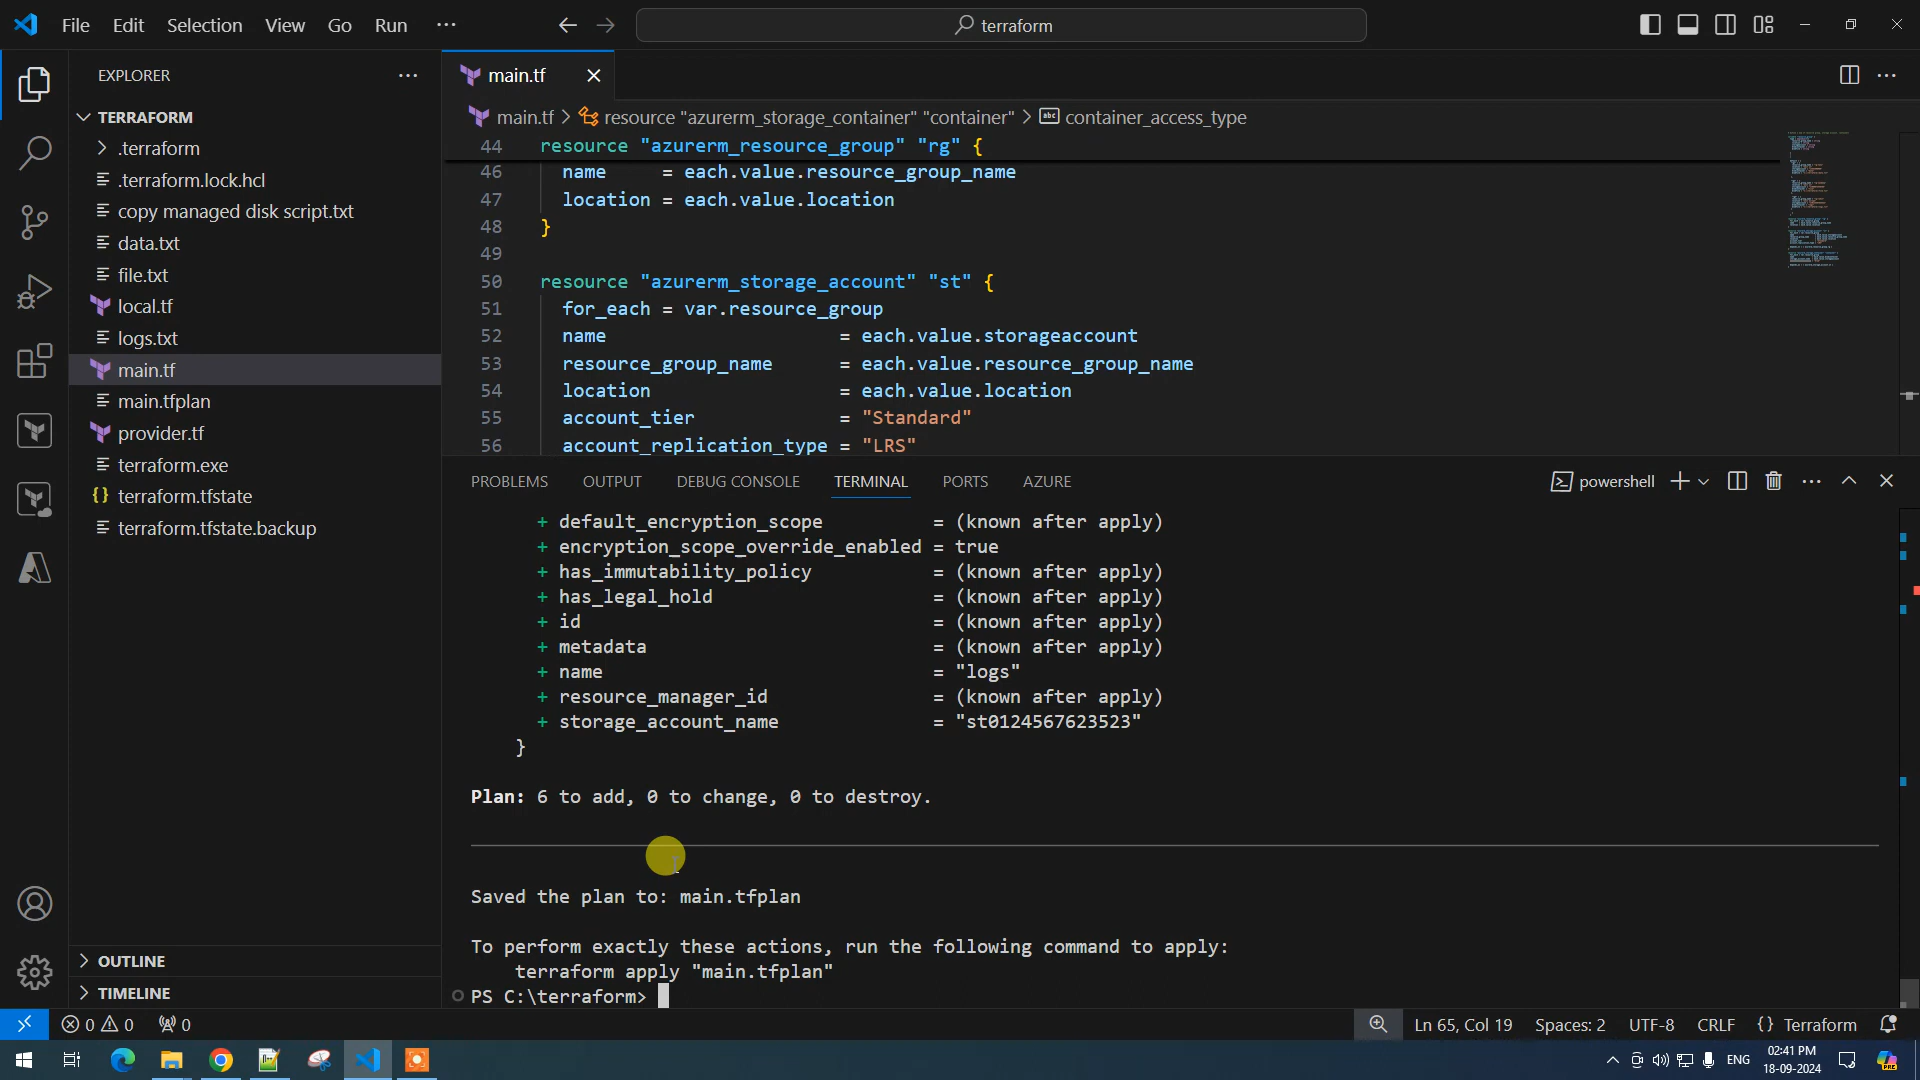 File Edit Selection View Go Run ···
terraform
EXPLORER ···
TERRAFORM
.terraform
.terraform.lock.hcl
copy managed disk script.txt
data.txt
file.txt
local.tf
logs.txt
main.tf
main.tfplan
provider.tf
terraform.exe
{} terraform.tfstate
terraform.tfstate.backup
OUTLINE
TIMELINE
main.tf
main.tf > resource "azurerm_storage_container" "container" > abc container_access_type
44 resource "azurerm_resource_group" "rg" {
46 name = each.value.resource_group_name
47 location = each.value.location
48 }
49
50 resource "azurerm_storage_account" "st" {
51 for_each = var.resource_group
52 name = each.value.storageaccount
53 resource_group_name = each.value.resource_group_name
54 location = each.value.location
55 account_tier = "Standard"
56 account_replication_type = "LRS"
PROBLEMS OUTPUT DEBUG CONSOLE TERMINAL PORTS AZURE
powershell
+ default_encryption_scope = (known after apply)
+ encryption_scope_override_enabled = true
+ has_immutability_policy = (known after apply)
+ has_legal_hold = (known after apply)
+ id = (known after apply)
+ metadata = (known after apply)
+ name = "logs"
+ resource_manager_id = (known after apply)
+ storage_account_name = "st0124567623523"
}
Plan: 6 to add, 0 to change, 0 to destroy.
Saved the plan to: main.tfplan
To perform exactly these actions, run the following command to apply:
terraform apply "main.tfplan"
PS C:\terraform>
0 0 0
Ln 65, Col 19 Spaces: 2 UTF-8 CRLF {} Terraform
ENG
02:41 PM
18-09-2024